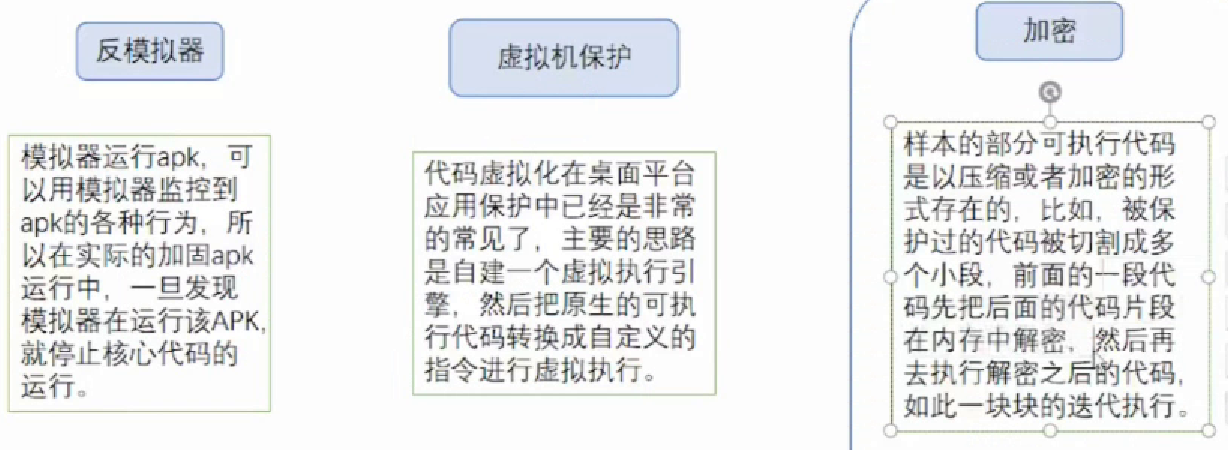 反模拟器
模拟器运行apk，可
以用模拟器监控到
apk的各种行为，所
以在实际的加固apk
运行中，一旦发现
模拟器在运行该APK,
就停止核心代码的
运行。
虚拟机保护
代码虚拟化在桌面平台
应用保护中已经是非常
的常见了，主要的思路
是自建一个虚拟执行引
擎，然后把原生的可执
行代码转换成自定义的
指令进行虚拟执行。
加密
样本的部分可执行代码
是以压缩或者加密的形
式存在的，比如，被保
护过的代码被切割成多
个小段，前面的一段代
码先把后面的代码片段
在内存中解密，然后再
去执行解密之后的代码，
如此一块块的迭代执行。